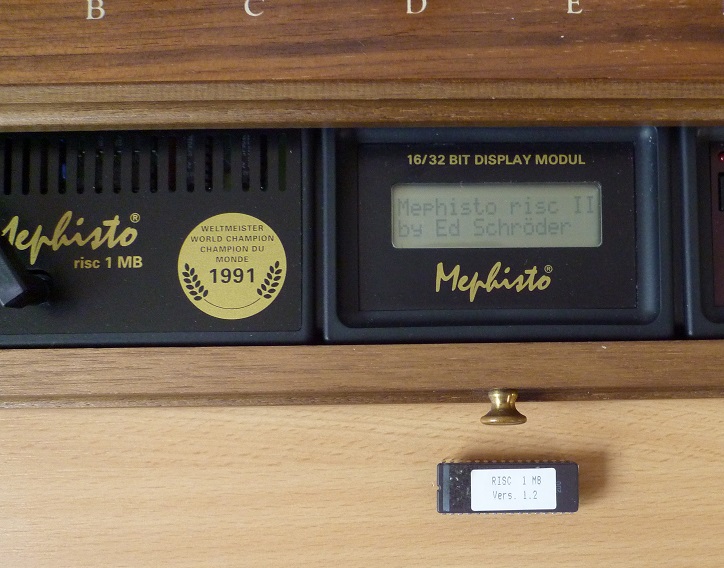 B C D E
16/32 BIT DISPLAY MODUL
Mephisto risc II
by Ed Schröder
Mephisto®
Mephisto®
risc 1 MB
WELTMEISTER
WORLD CHAMPION
CHAMPION DU
MONDE
1991
RISC 1 MB
Vers. 1.2